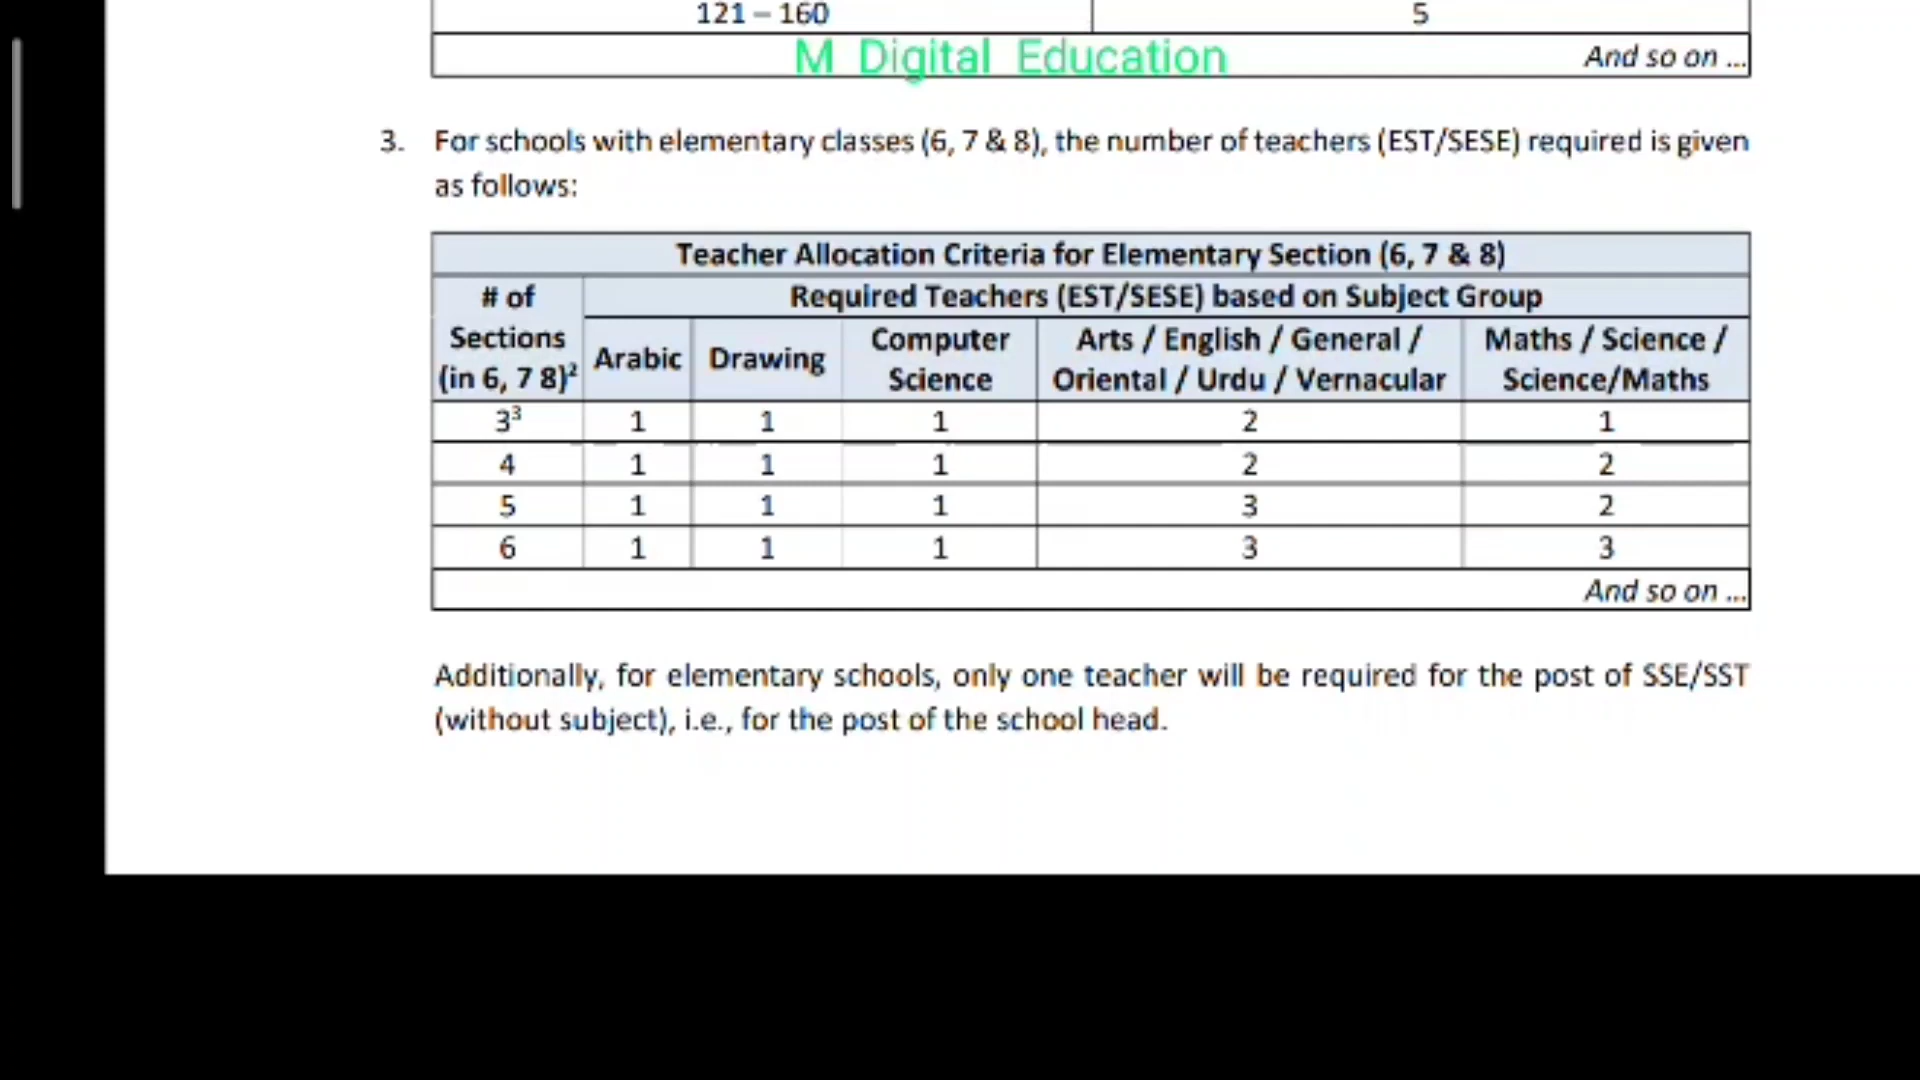 121 – 160 5
M Digital Education And so on ...
3. For schools with elementary classes (6, 7 & 8), the number of teachers (EST/SESE) required is given
as follows:
Teacher Allocation Criteria for Elementary Section (6, 7 & 8)
# of Sections (in 6, 7 8)² Required Teachers (EST/SESE) based on Subject Group
Arabic Drawing Computer Science Arts / English / General / Oriental / Urdu / Vernacular Maths / Science / Science/Maths
3³ 1 1 1 2 1
4 1 1 1 2 2
5 1 1 1 3 2
6 1 1 1 3 3
And so on ...
Additionally, for elementary schools, only one teacher will be required for the post of SSE/SST
(without subject), i.e., for the post of the school head.